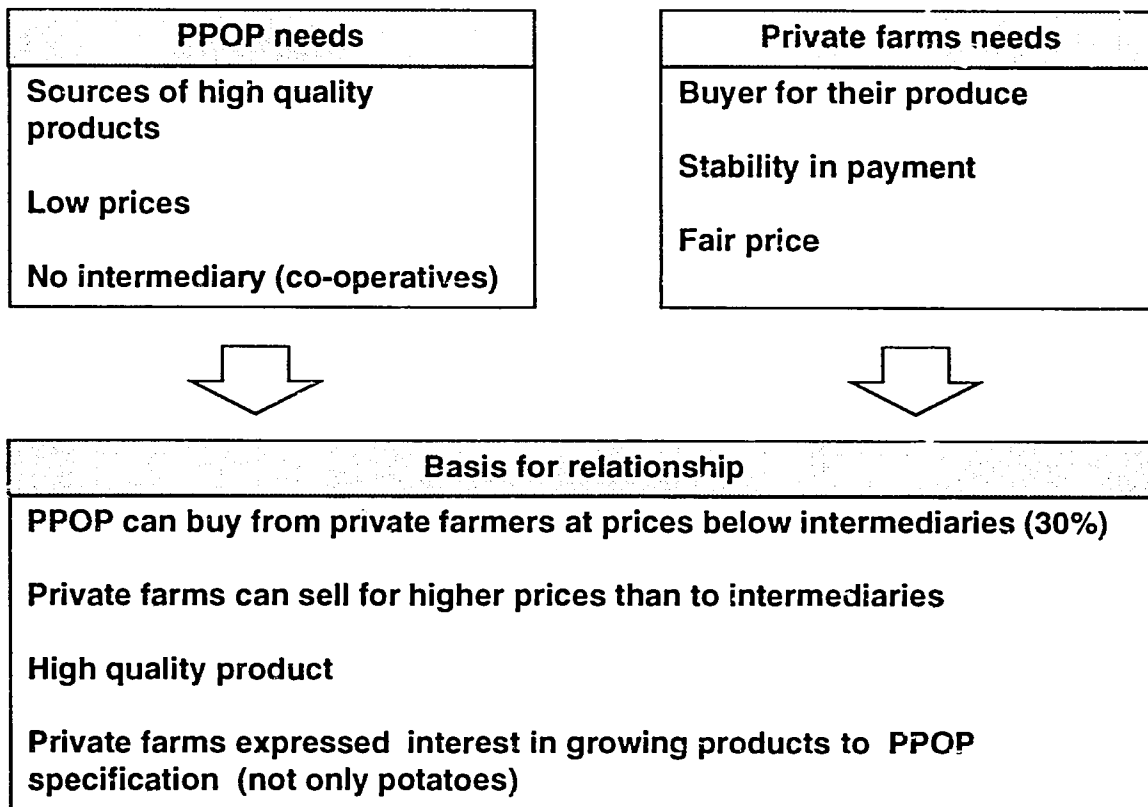 PPOP needs
Sources of high quality
products
Low prices
No intermediary (co-operatives)
Private farms needs
Buyer for their produce
Stability in payment
Fair price
Basis for relationship
PPOP can buy from private farmers at prices below intermediaries (30%)
Private farms can sell for higher prices than to intermediaries
High quality product
Private farms expressed interest in growing products to PPOP
specification (not only potatoes)